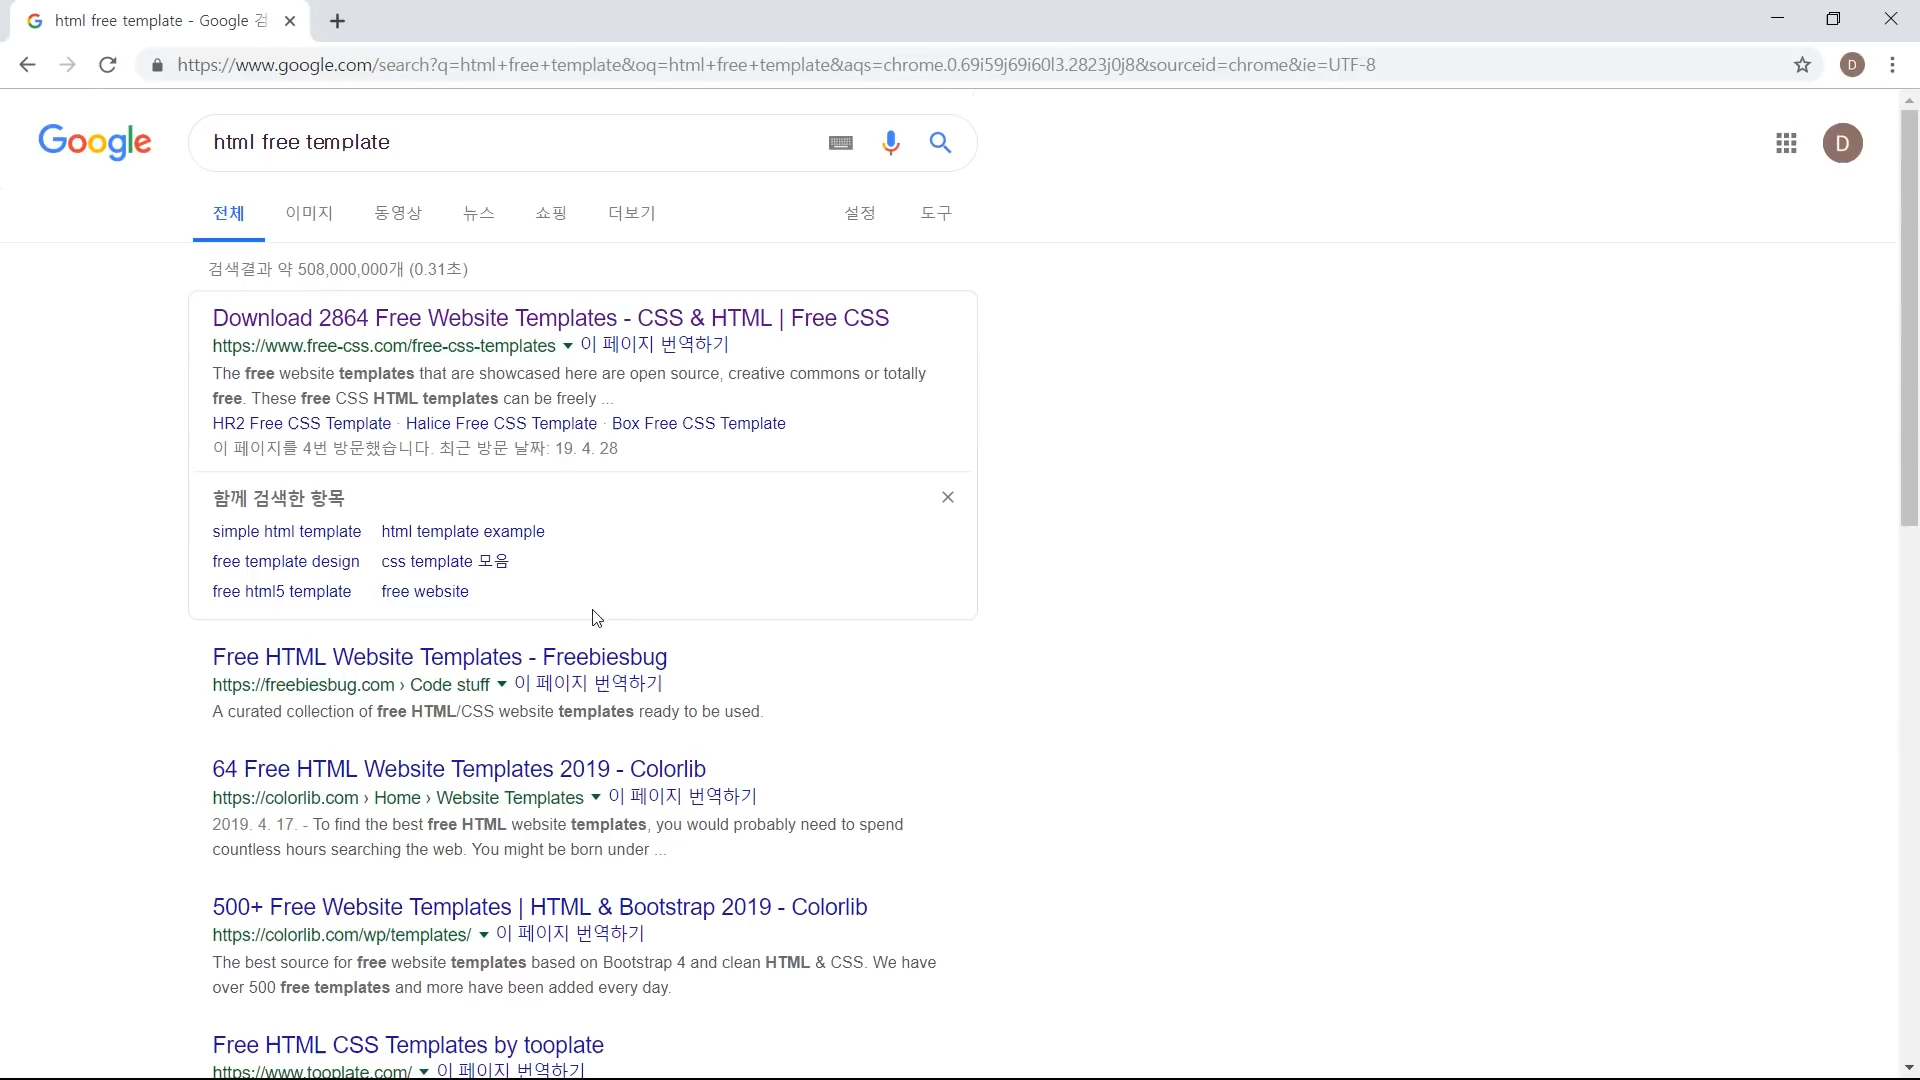 html free template - Google 검
https://www.google.com/search?q=html+free+template&oq=html+free+template&aqs=chrome.0.69i59j69i60l3.2823j0j8&sourceid=chrome&ie=UTF-8
D
Google
html free template
D
전체 이미지 동영상 뉴스 쇼핑 더보기 설정 도구
검색결과 약 508,000,000개 (0.31초)
Download 2864 Free Website Templates - CSS & HTML | Free CSS
https://www.free-css.com/free-css-templates 이 페이지 번역하기
The free website templates that are showcased here are open source, creative commons or totally
free. These free CSS HTML templates can be freely ...
HR2 Free CSS Template · Halice Free CSS Template · Box Free CSS Template
이 페이지를 4번 방문했습니다. 최근 방문 날짜: 19. 4. 28
함께 검색한 항목
simple html template html template example
free template design css template 모음
free html5 template free website
Free HTML Website Templates - Freebiesbug
https://freebiesbug.com › Code stuff 이 페이지 번역하기
A curated collection of free HTML/CSS website templates ready to be used.
64 Free HTML Website Templates 2019 - Colorlib
https://colorlib.com › Home › Website Templates 이 페이지 번역하기
2019. 4. 17. - To find the best free HTML website templates, you would probably need to spend
countless hours searching the web. You might be born under ...
500+ Free Website Templates | HTML & Bootstrap 2019 - Colorlib
https://colorlib.com/wp/templates/ 이 페이지 번역하기
The best source for free website templates based on Bootstrap 4 and clean HTML & CSS. We have
over 500 free templates and more have been added every day.
Free HTML CSS Templates by tooplate
https://www.tooplate.com/ 이 페이지 번역하기